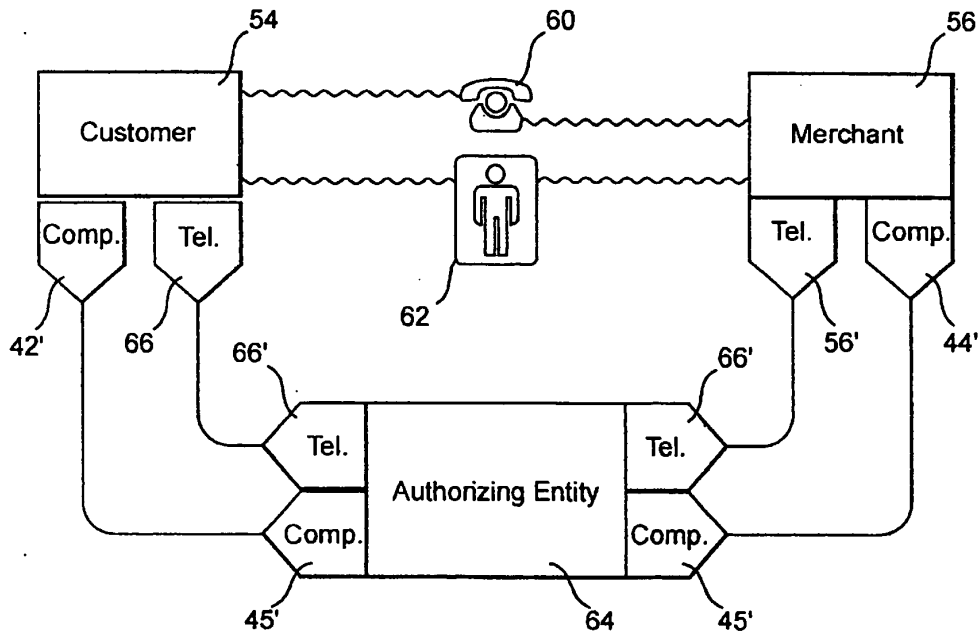 54
60
56
Customer
Merchant
Comp.
Tel.
Tel.
Comp.
42'
66
62
56'
44'
66'
66'
Tel.
Authorizing Entity
Tel.
Comp.
Comp.
45'
64
45'